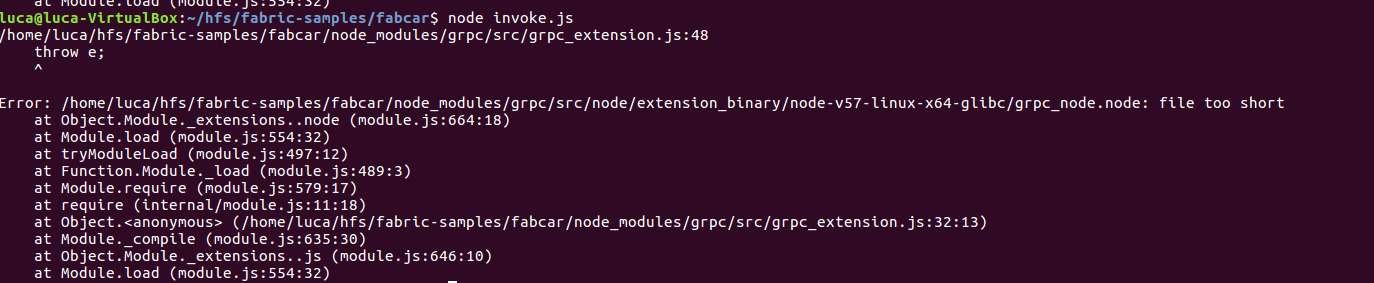 at Module.load (module.js:554:32)
luca@luca-VirtualBox:~/hfs/fabric-samples/fabcar$ node invoke.js
/home/luca/hfs/fabric-samples/fabcar/node_modules/grpc/src/grpc_extension.js:48
throw e;
^
Error: /home/luca/hfs/fabric-samples/fabcar/node_modules/grpc/src/node/extension_binary/node-v57-linux-x64-glibc/grpc_node.node: file too short
at Object.Module._extensions..node (module.js:664:18)
at Module.load (module.js:554:32)
at tryModuleLoad (module.js:497:12)
at Function.Module._load (module.js:489:3)
at Module.require (module.js:579:17)
at require (internal/module.js:11:18)
at Object.<anonymous> (/home/luca/hfs/fabric-samples/fabcar/node_modules/grpc/src/grpc_extension.js:32:13)
at Module._compile (module.js:635:30)
at Object.Module._extensions..js (module.js:646:10)
at Module.load (module.js:554:32)